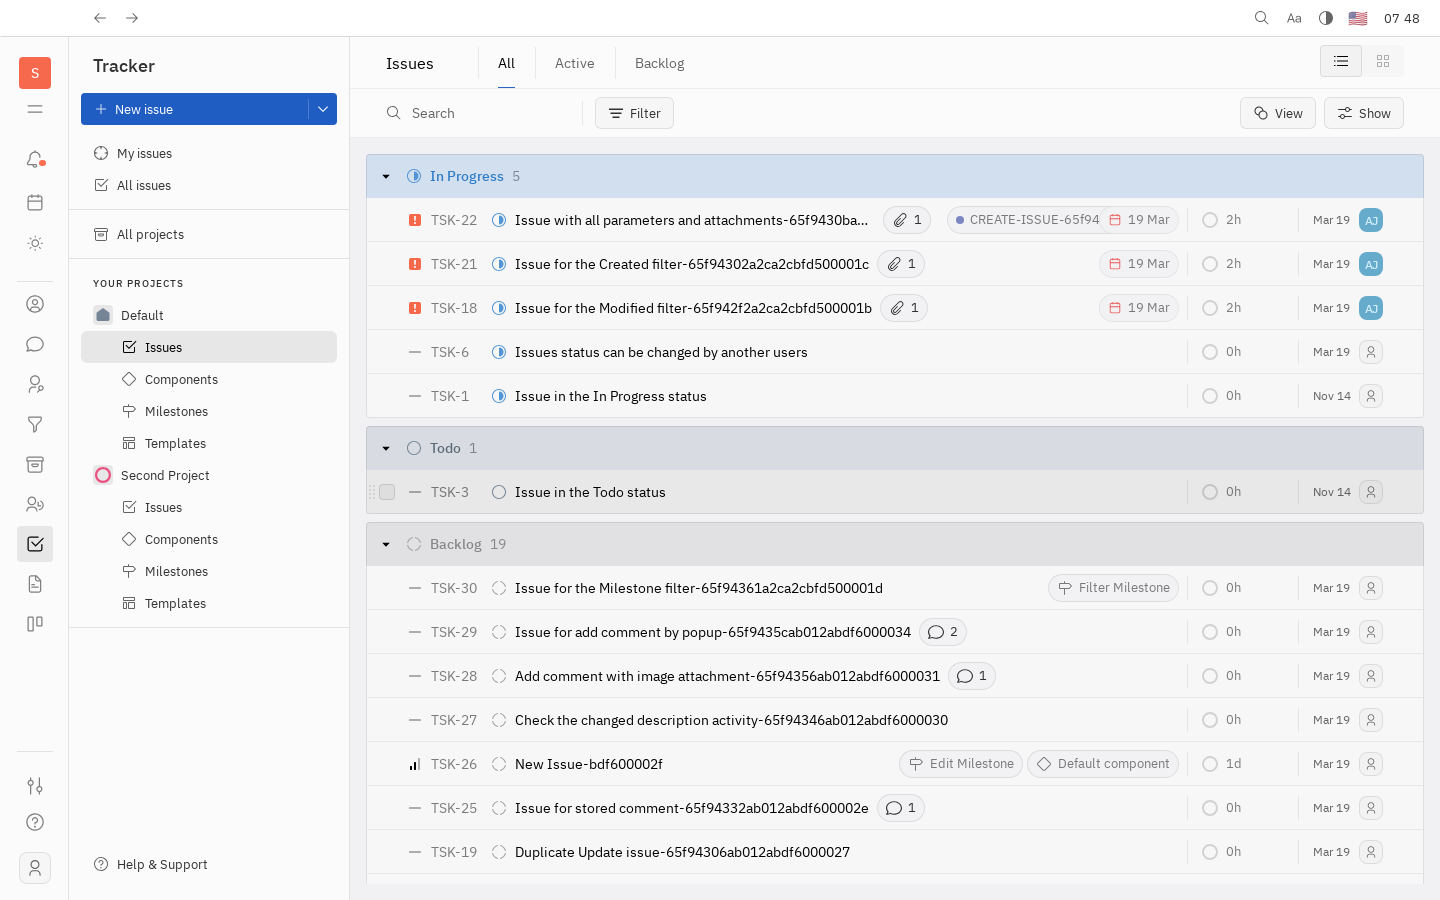 Aa 07 48
S
Tracker
New issue
My issues
All issues
All projects
YOUR PROJECTS
Default
Issues
Components
Milestones
Templates
Second Project
Issues
Components
Milestones
Templates
Help & Support
Issues All Active Backlog
Search Filter View Show
In Progress 5
TSK-22 Issue with all parameters and attachments-65f9430ba... 1 CREATE-ISSUE-65f94 19 Mar 2h Mar 19 AJ
TSK-21 Issue for the Created filter-65f94302a2ca2cbfd500001c 1 19 Mar 2h Mar 19 AJ
TSK-18 Issue for the Modified filter-65f942f2a2ca2cbfd500001b 1 19 Mar 2h Mar 19 AJ
TSK-6 Issues status can be changed by another users 0h Mar 19
TSK-1 Issue in the In Progress status 0h Nov 14
Todo 1
TSK-3 Issue in the Todo status 0h Nov 14
Backlog 19
TSK-30 Issue for the Milestone filter-65f94361a2ca2cbfd500001d Filter Milestone 0h Mar 19
TSK-29 Issue for add comment by popup-65f9435cab012abdf6000034 2 0h Mar 19
TSK-28 Add comment with image attachment-65f94356ab012abdf6000031 1 0h Mar 19
TSK-27 Check the changed description activity-65f94346ab012abdf6000030 0h Mar 19
TSK-26 New Issue-bdf600002f Edit Milestone Default component 1d Mar 19
TSK-25 Issue for stored comment-65f94332ab012abdf600002e 1 0h Mar 19
TSK-19 Duplicate Update issue-65f94306ab012abdf6000027 0h Mar 19